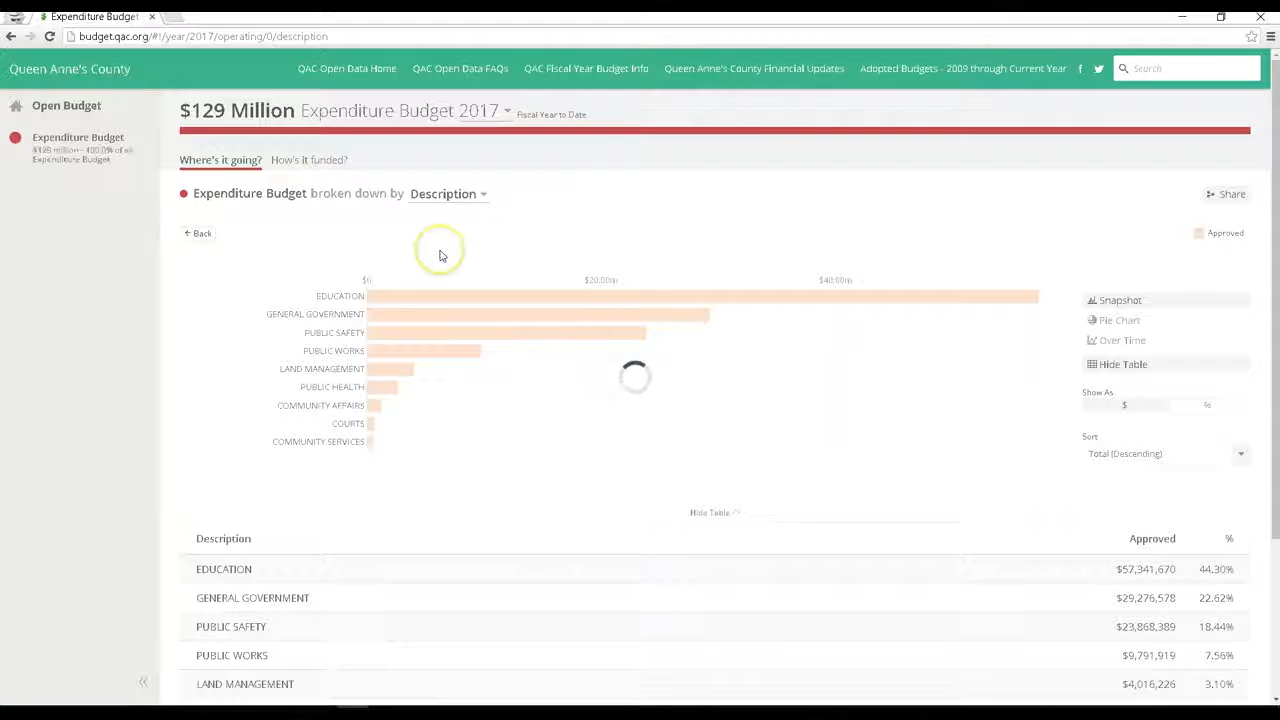 Expenditure Budget
budget.qac.org/#!/year/2017/operating/0/description
Queen Anne's County
QAC Open Data Home
QAC Open Data FAQs
QAC Fiscal Year Budget Info
Queen Anne's County Financial Updates
Adopted Budgets - 2009 through Current Year
Search
Open Budget
Expenditure Budget
$129 million - 100.0% of
Expenditure Budget
$129 Million Expenditure Budget 2017
Fiscal Year to Date
Where's it going?
How's it funded?
Expenditure Budget broken down by Description
Share
Back
Approved
$0
$20.00m
$40.00m
EDUCATION
GENERAL GOVERNMENT
PUBLIC SAFETY
PUBLIC WORKS
LAND MANAGEMENT
PUBLIC HEALTH
COMMUNITY AFFAIRS
COURTS
COMMUNITY SERVICES
Snapshot
Pie Chart
Over Time
Hide Table
Show As
$ %
Sort
Total (Descending)
Hide Table
Description Approved %
EDUCATION $57,341,670 44.30%
GENERAL GOVERNMENT $29,276,578 22.62%
PUBLIC SAFETY $23,868,389 18.44%
PUBLIC WORKS $9,791,919 7.56%
LAND MANAGEMENT $4,016,226 3.10%